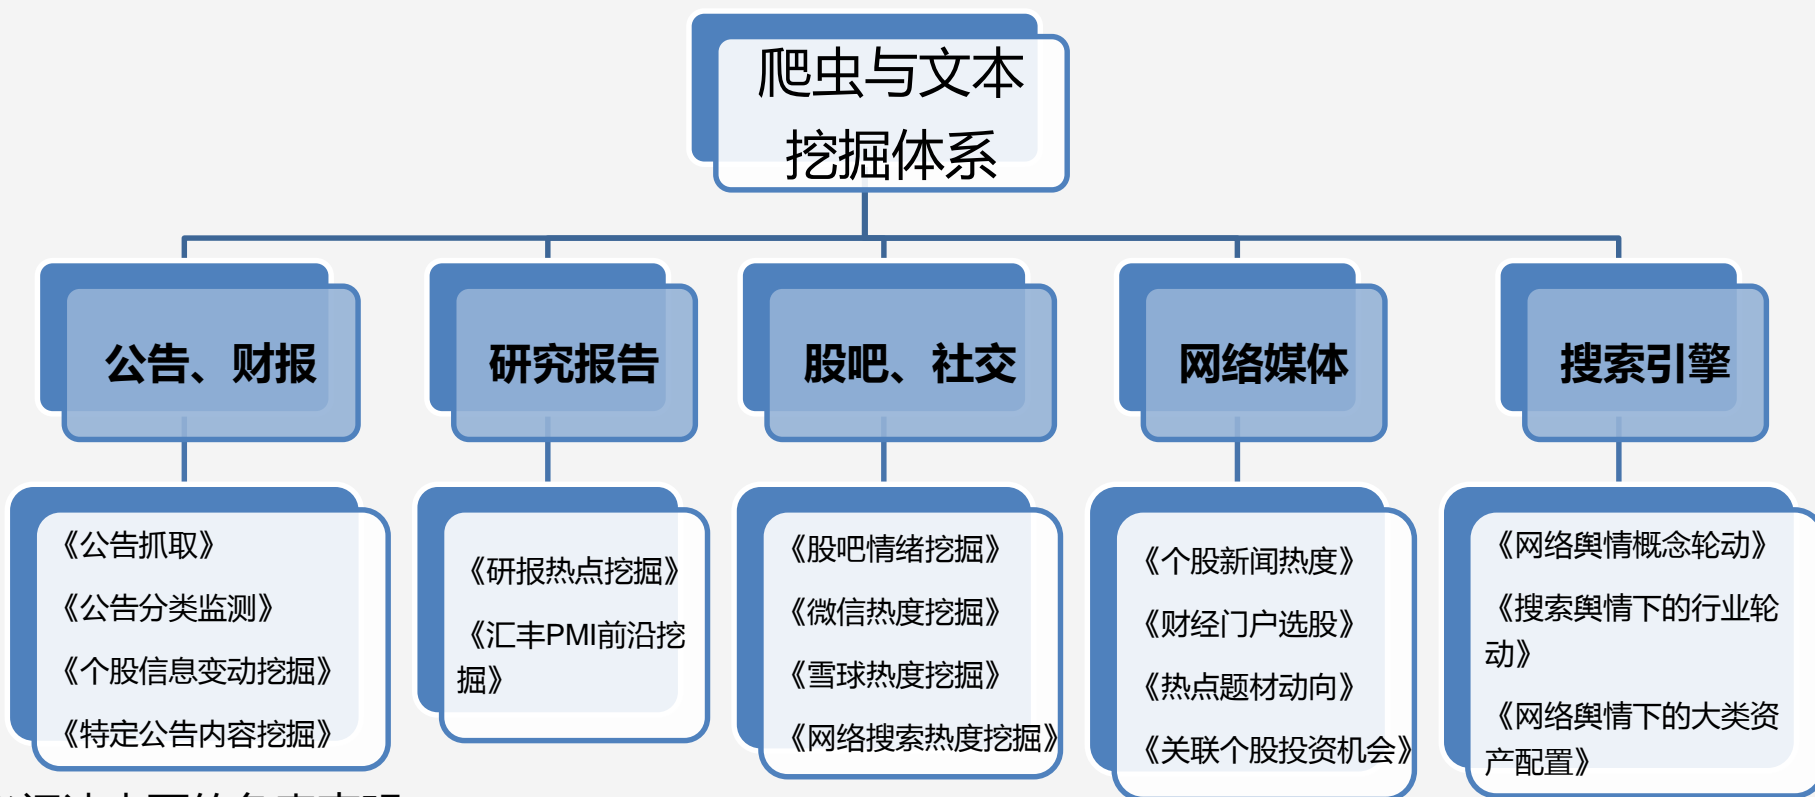 爬虫与文本
挖掘体系
公告、财报
研究报告
股吧、社交
网络媒体
搜索引擎
《公告抓取》
《公告分类监测》
《个股信息变动挖掘》
《特定公告内容挖掘》
《研报热点挖掘》
《汇丰PMI前沿挖
掘》
《股吧情绪挖掘》
《微信热度挖掘》
《雪球热度挖掘》
《网络搜索热度挖掘》
《个股新闻热度》
《财经门户选股》
《热点题材动向》
《关联个股投资机会》
《网络舆情概念轮动》
《搜索舆情下的行业轮
动》
《网络舆情下的大类资
产配置》